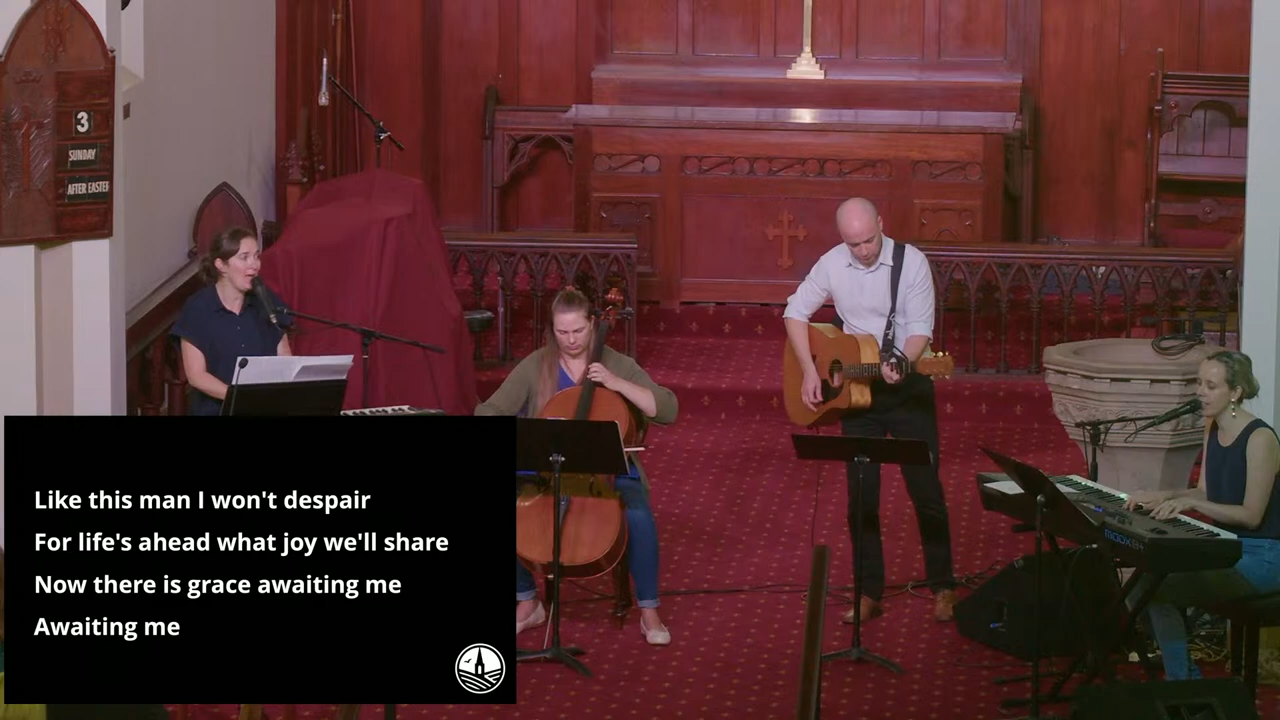 3
SUNDAY
AFTER EASTER
Like this man I won't despair
For life's ahead what joy we'll share
Now there is grace awaiting me
Awaiting me